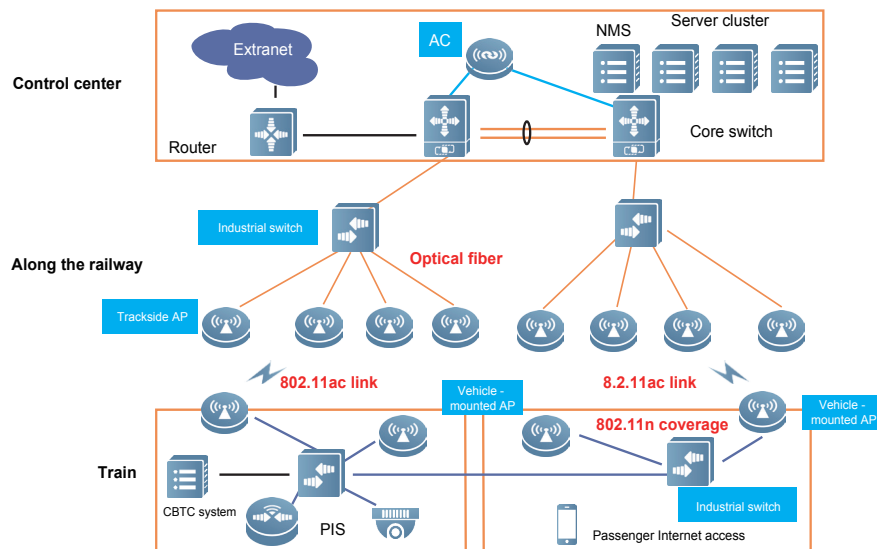 Extranet
AC
NMS
Server cluster
Control center
Router
Core switch
Industrial switch
Optical fiber
Along the railway
Trackside AP
802.11ac link
8.2.11ac link
Vehicle -
mounted AP
Vehicle -
mounted AP
802.11n coverage
Train
CBTC system
PIS
Industrial switch
Passenger Internet access